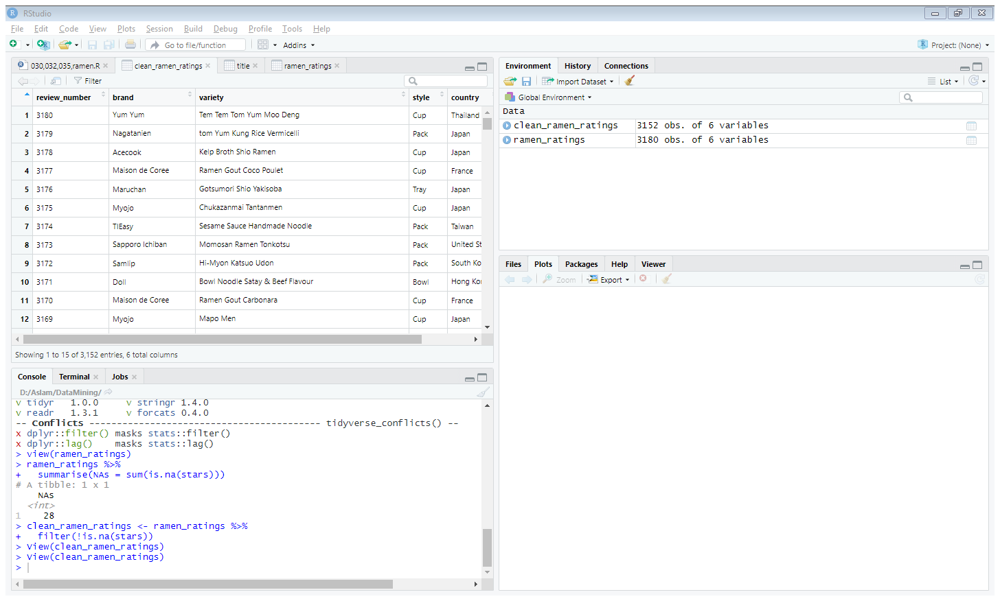 RStudio
File Edit Code View Plots Session Build Debug Profile Tools Help
Go to file/function Addins Project: (None)
030,032,035,ramen.R clean_ramen_ratings title ramen_ratings
Filter
review_number brand variety style country
1 3180 Yum Yum Tem Tem Tom Yum Moo Deng Cup Thailand
2 3179 Nagatanien tom Yum Kung Rice Vermicelli Pack Japan
3 3178 Acecook Kelp Broth Shio Ramen Cup Japan
4 3177 Maison de Coree Ramen Gout Coco Poulet Cup France
5 3176 Maruchan Gotsumori Shio Yakisoba Tray Japan
6 3175 Myojo Chukazanmai Tantanmen Cup Japan
7 3174 TIEasy Sesame Sauce Handmade Noodle Pack Taiwan
8 3173 Sapporo Ichiban Momosan Ramen Tonkotsu Pack United St
9 3172 Samlip Hi-Myon Katsuo Udon Pack South Ko
10 3171 Doll Bowl Noodle Satay & Beef Flavour Bowl Hong Ko
11 3170 Maison de Coree Ramen Gout Carbonara Cup France
12 3169 Myojo Mapo Men Cup Japan
Showing 1 to 15 of 3,152 entries, 6 total columns
Console Terminal Jobs
D:/Aslam/DataMining/
v tidyr 1.0.0 v stringr 1.4.0
v readr 1.3.1 v forcats 0.4.0
-- Conflicts ------------------------------------------ tidyverse_conflicts() --
x dplyr::filter() masks stats::filter()
x dplyr::lag() masks stats::lag()
> view(ramen_ratings)
> ramen_ratings %>%
+ summarise(NAs = sum(is.na(stars)))
# A tibble: 1 x 1
NAs
<int>
1 28
> clean_ramen_ratings <- ramen_ratings %>%
+ filter(!is.na(stars))
> View(clean_ramen_ratings)
> View(clean_ramen_ratings)
>
Environment History Connections
Import Dataset List
Global Environment
Data
clean_ramen_ratings 3152 obs. of 6 variables
ramen_ratings 3180 obs. of 6 variables
Files Plots Packages Help Viewer
Zoom Export